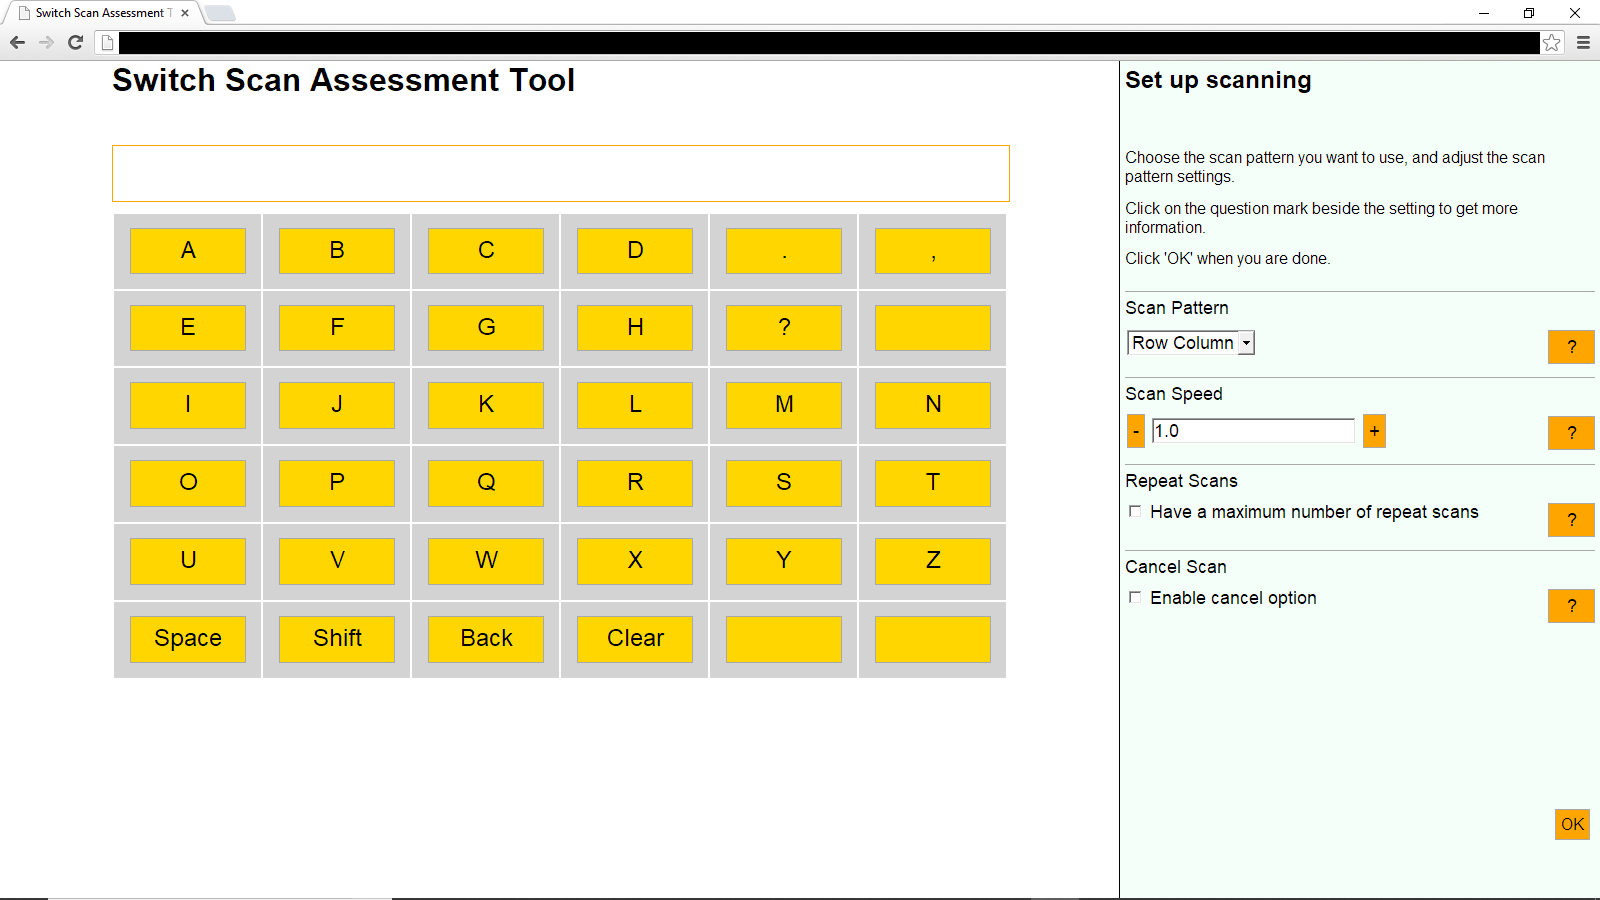 Switch Scan Assessment T
Switch Scan Assessment Tool
A B C D . ,
E F G H ?
I J K L M N
O P Q R S T
U V W X Y Z
Space Shift Back Clear
Set up scanning
Choose the scan pattern you want to use, and adjust the scan
pattern settings.
Click on the question mark beside the setting to get more
information.
Click 'OK' when you are done.
Scan Pattern
Row Column ?
Scan Speed
- 1.0 + ?
Repeat Scans
Have a maximum number of repeat scans ?
Cancel Scan
Enable cancel option ?
OK